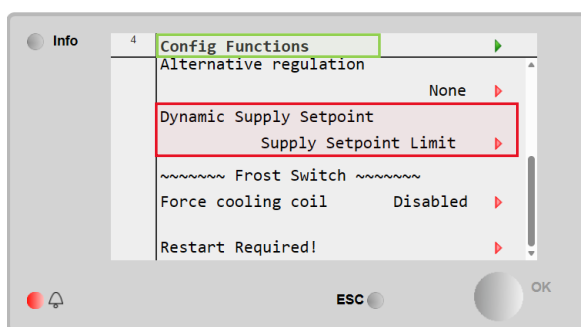 Info
4
Config Functions
Alternative regulation
None
Dynamic Supply Setpoint
Supply Setpoint Limit
~~~~~~~ Frost Switch ~~~~~~~
Force cooling coil Disabled
Restart Required!
ESC
OK